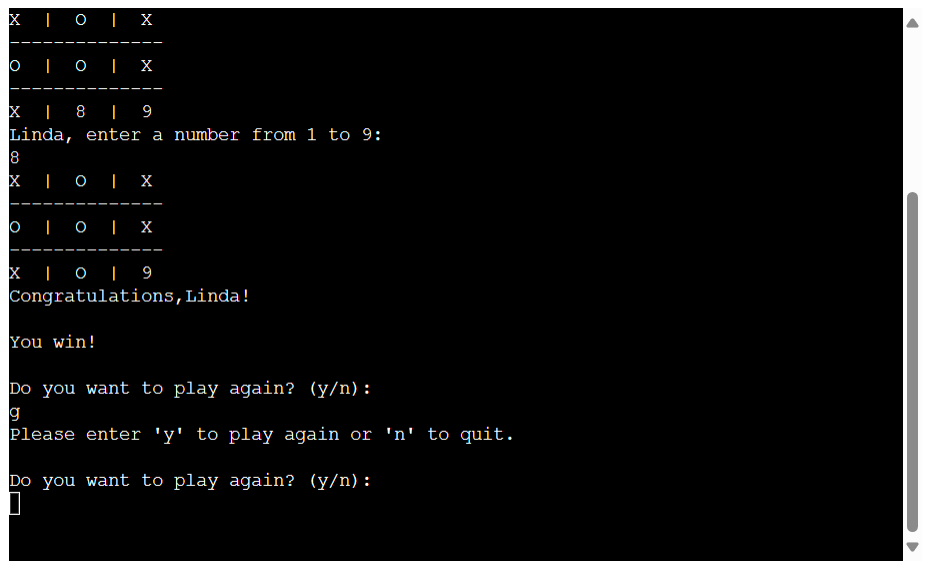 X  |  O  |  X
--------------
O  |  O  |  X
--------------
X  |  8  |  9
Linda, enter a number from 1 to 9:
8
X  |  O  |  X
--------------
O  |  O  |  X
--------------
X  |  O  |  9
Congratulations,Linda!
You win!
Do you want to play again? (y/n):
g
Please enter 'y' to play again or 'n' to quit.
Do you want to play again? (y/n):